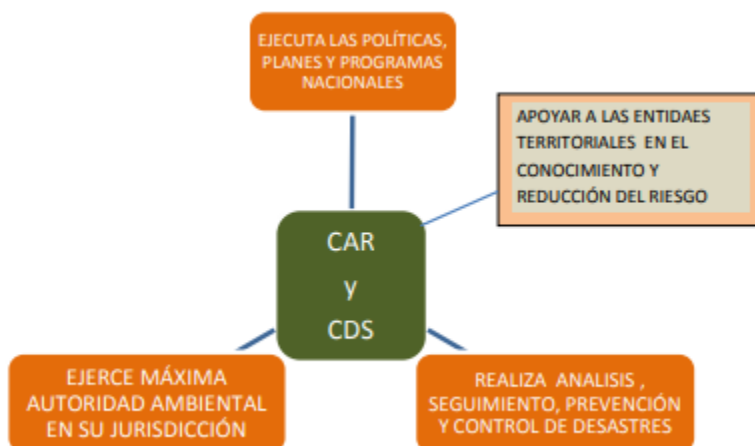 EJECUTA LAS POLÍTICAS,
PLANES Y PROGRAMAS
NACIONALES
APOYAR A LAS ENTIDAES
TERRITORIALES EN EL
CONOCIMIENTO Y
REDUCCIÓN DEL RIESGO
CAR
y
CDS
EJERCE MÁXIMA
AUTORIDAD AMBIENTAL
EN SU JURISDICCIÓN
REALIZA ANALISIS ,
SEGUIMIENTO, PREVENCIÓN
Y CONTROL DE DESASTRES